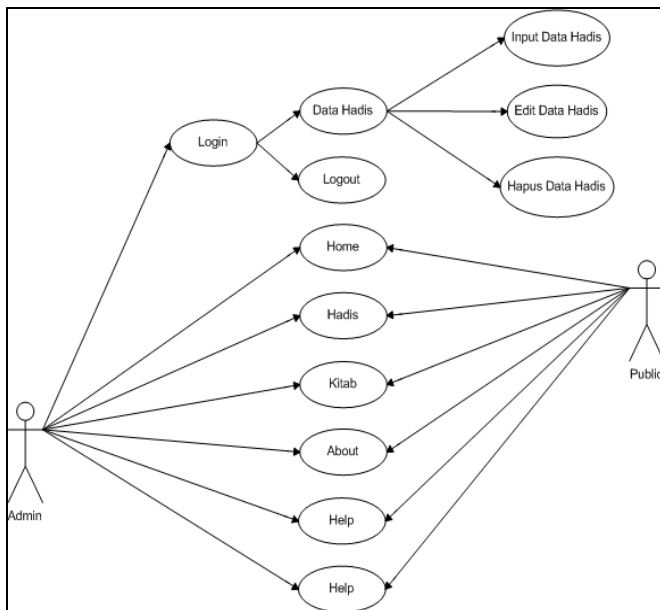 Input Data Hadis
Data Hadis
Edit Data Hadis
Login
Logout
Hapus Data Hadis
Home
Hadis
Public
Kitab
About
Admin
Help
Help